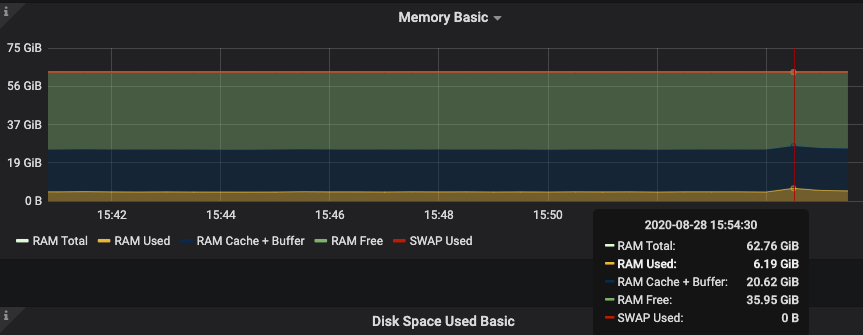 i
Memory Basic
75 GiB
56 GiB
37 GiB
19 GiB
0 B
15:42 15:44 15:46 15:48 15:50
RAM Total RAM Used RAM Cache + Buffer RAM Free SWAP Used
2020-08-28 15:54:30
RAM Total: 62.76 GiB
RAM Used: 6.19 GiB
RAM Cache + Buffer: 20.62 GiB
RAM Free: 35.95 GiB
SWAP Used: 0 B
i
Disk Space Used Basic